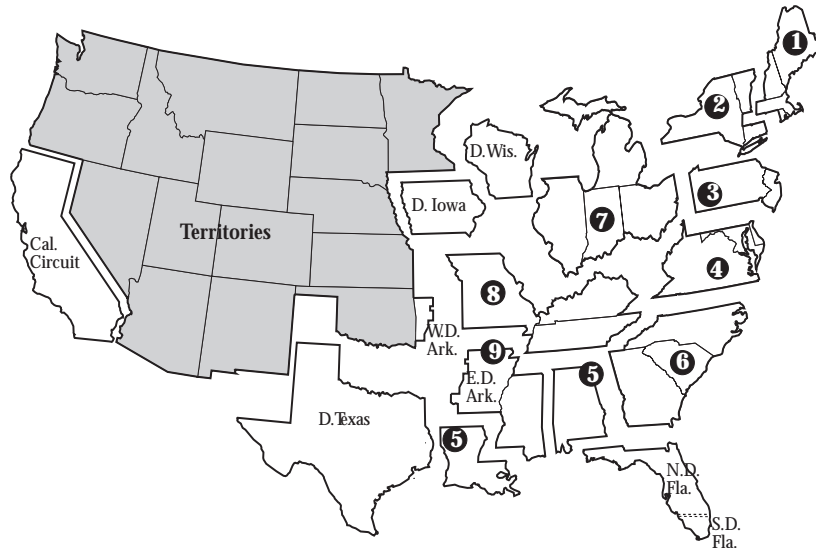 1
2
D.Wis.
D. Iowa
3
7
Territories
Cal.
Circuit
4
8
W.D.
Ark.
9
6
5
E.D.
Ark.
D.Texas
5
N.D.
Fla.
S.D.
Fla.